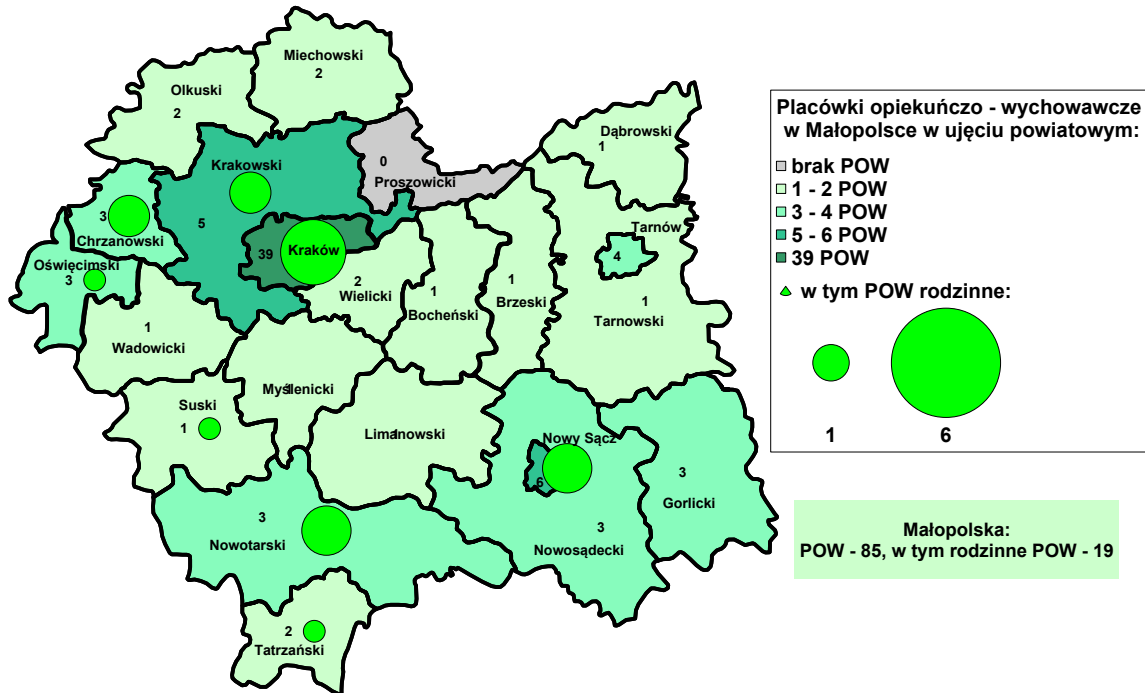 Miechowski
2
Olkuski
2
Dąbrowski
1
Krakowski
5
0
Proszowicki
3
Chrzanowski
Oświęcimski
3
39
Kraków
Tarnów
4
2
Wielicki
1
Bocheński
1
Brzeski
1
Tarnowski
1
Wadowicki
Myślenicki
1
Suski
1
Limanowski
1
Nowy Sącz
6
3
Gorlicki
3
Nowotarski
3
Nowosądecki
2
Tatrzański
Placówki opiekuńczo - wychowawcze
w Małopolsce w ujęciu powiatowym:
brak POW
1 - 2 POW
3 - 4 POW
5 - 6 POW
39 POW
w tym POW rodzinne:
1 6
Małopolska:
POW - 85, w tym rodzinne POW - 19